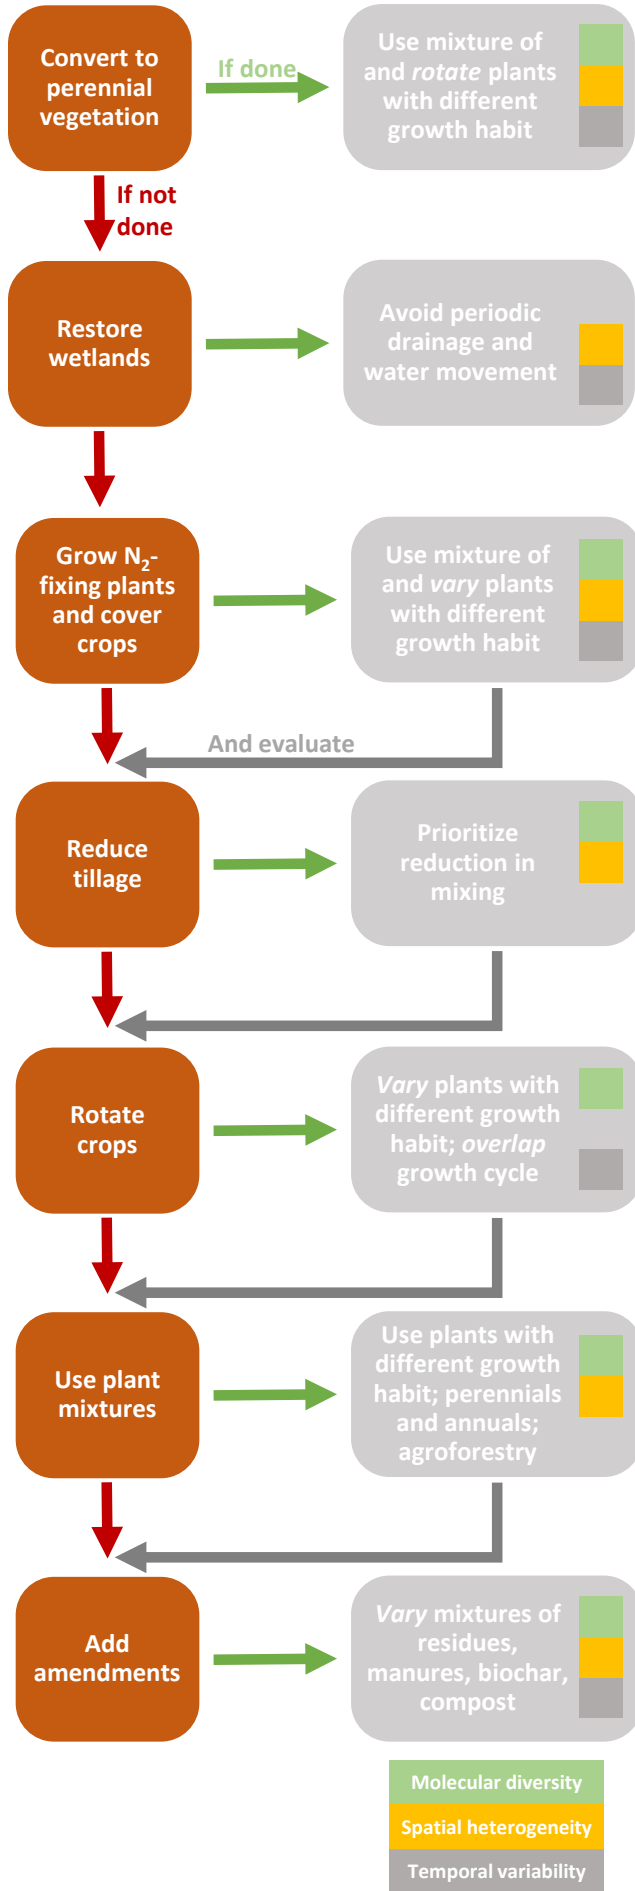 Convert to
perennial
vegetation
If done
Use mixture of
and rotate plants
with different
growth habit
If not
done
Restore
wetlands
Avoid periodic
drainage and
water movement
Grow N₂-
fixing plants
and cover
crops
Use mixture of
and vary plants
with different
growth habit
And evaluate
Reduce
tillage
Prioritize
reduction in
mixing
Rotate
crops
Vary plants with
different growth
habit; overlap
growth cycle
Use plant
mixtures
Use plants with
different growth
habit; perennials
and annuals;
agroforestry
Add
amendments
Vary mixtures of
residues,
manures, biochar,
compost
Molecular diversity
Spatial heterogeneity
Temporal variability